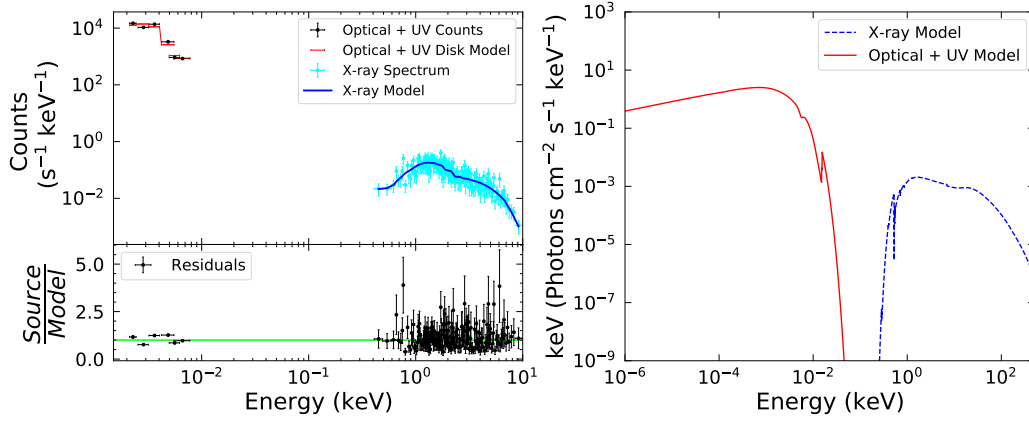 10⁴
10²
10⁰
10⁻²
Counts
(s⁻¹ keV⁻¹)
Optical + UV Counts
Optical + UV Disk Model
X-ray Spectrum
X-ray Model
5.0
2.5
0.0
Source
Model
Residuals
10⁻² 10⁻¹ 10⁰ 10¹
Energy (keV)
10³
10¹
10⁻¹
10⁻³
10⁻⁵
10⁻⁷
10⁻⁹
keV (Photons cm⁻² s⁻¹ keV⁻¹)
X-ray Model
Optical + UV Model
10⁻⁶ 10⁻⁴ 10⁻² 10⁰ 10²
Energy (keV)